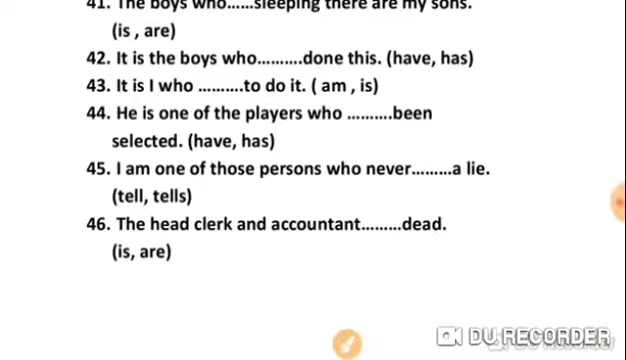 41. The boys who......sleeping there are my sons.
(is , are)
42. It is the boys who..........done this. (have, has)
43. It is I who ..........to do it. ( am , is)
44. He is one of the players who ..........been
selected. (have, has)
45. I am one of those persons who never.........a lie.
(tell, tells)
46. The head clerk and accountant.........dead.
(is, are)
DU RECORDER